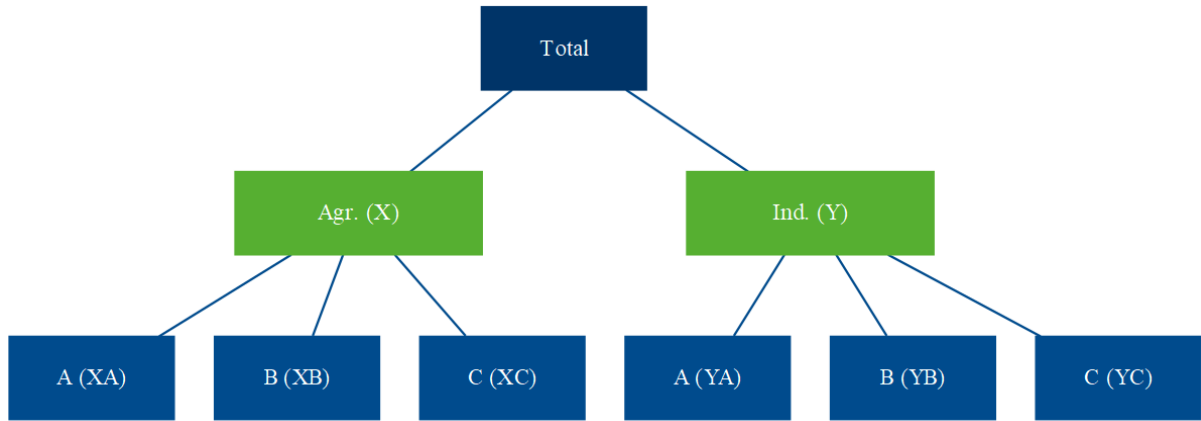 Total
Agr. (X)
Ind. (Y)
A (XA)
B (XB)
C (XC)
A (YA)
B (YB)
C (YC)